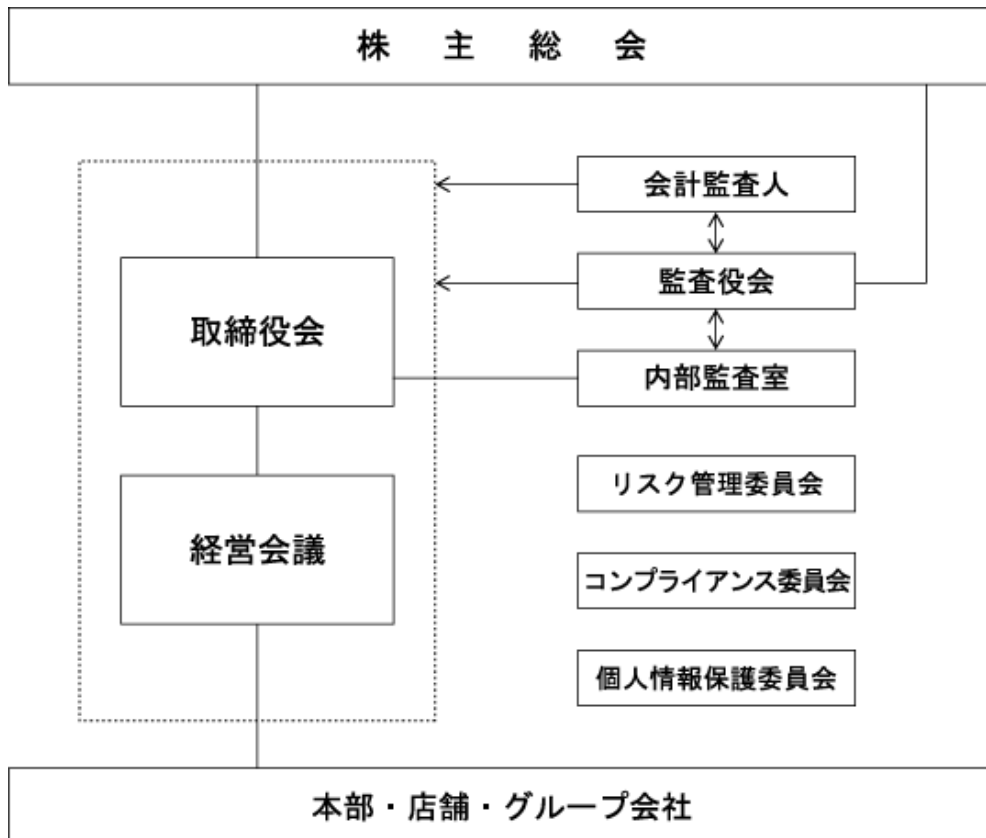 株主総会
会計監査人
監査役会
取締役会
内部監査室
リスク管理委員会
経営会議
コンプライアンス委員会
個人情報保護委員会
本部・店舗・グループ会社